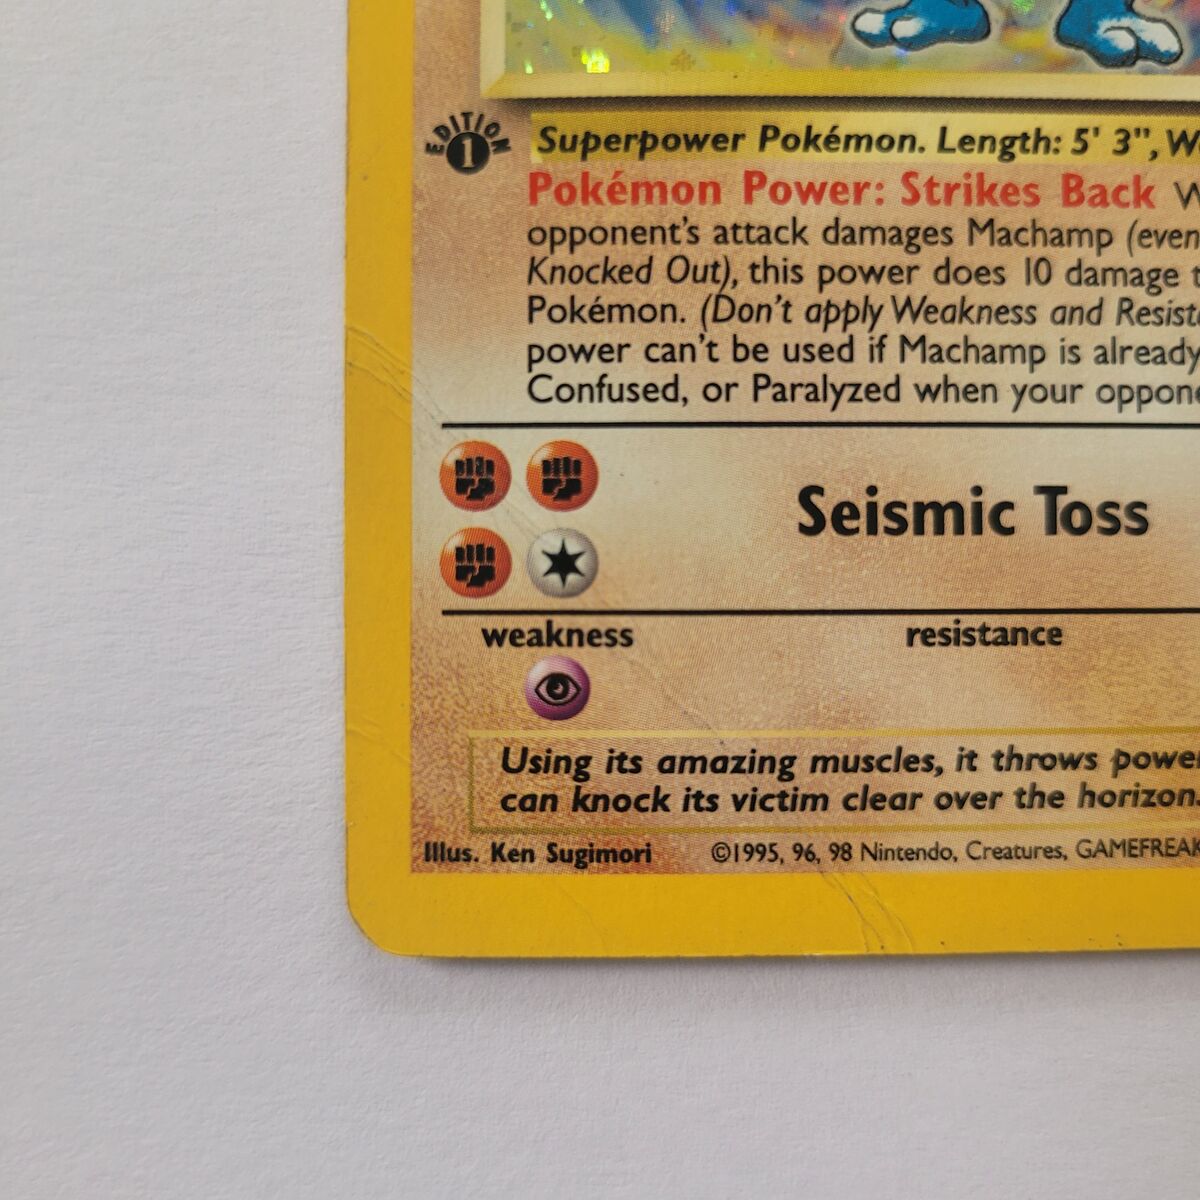 EDITION
1
Superpower Pokémon. Length: 5' 3",
Pokémon Power: Strikes Back
opponent's attack damages Machamp (even
Knocked Out), this power does 10 damage
Pokémon. (Don't apply Weakness and
power can't be used if Machamp is already
Confused, or Paralyzed when your
Seismic Toss
weakness resistance
Using its amazing muscles, it throws
can knock its victim clear over the horizon.
Illus. Ken Sugimori ©1995, 96, 98 Nintendo, Creatures, GAMEFREAK